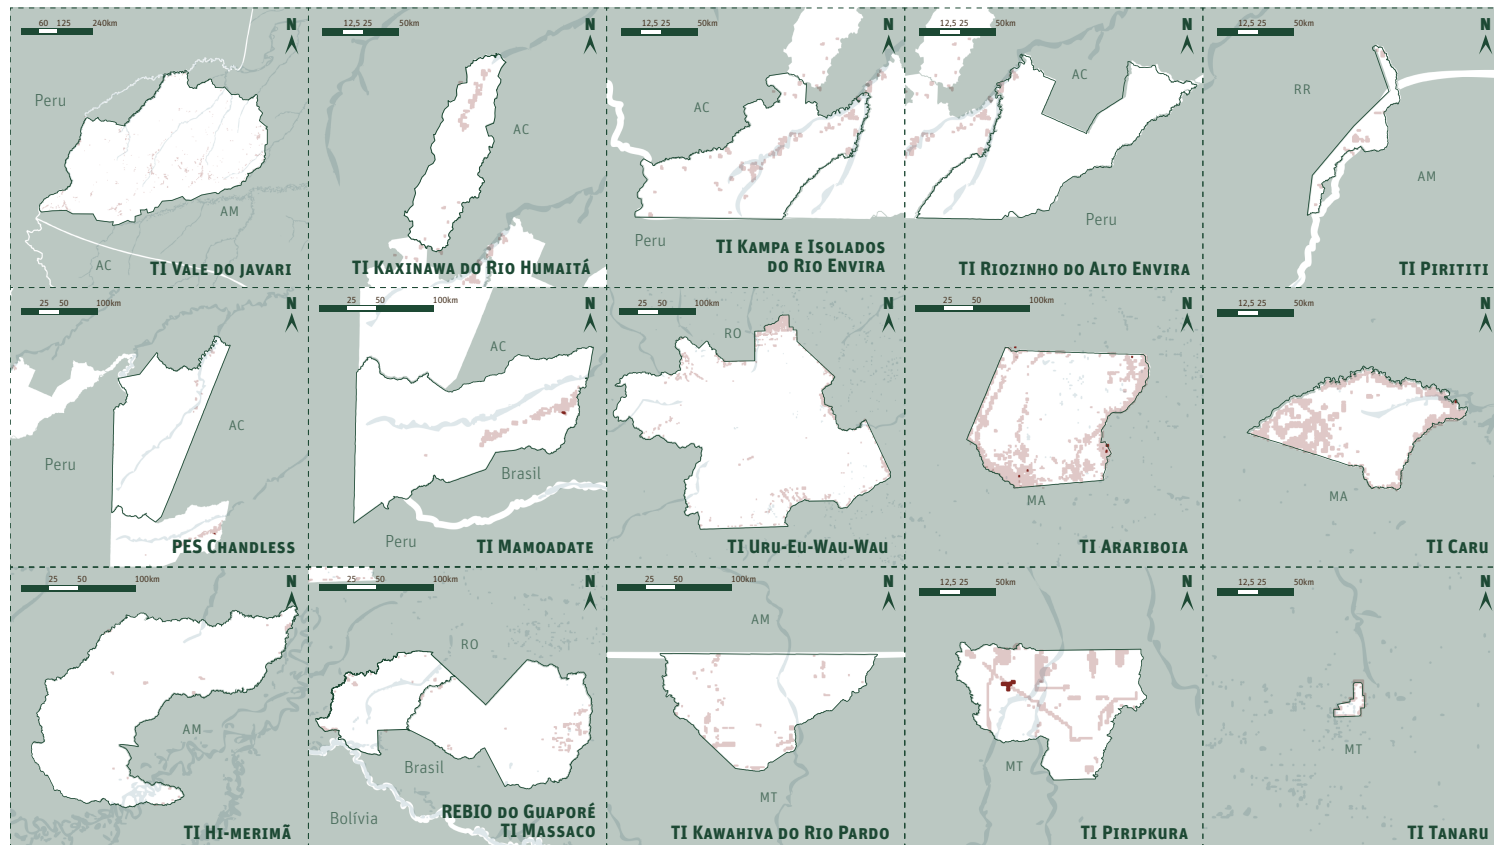 60 125 240km
N
Peru
AM
AC
TI Vale do Javari
12,5 25 50km
N
AC
TI Kaxinawa do Rio Humaitá
12,5 25 50km
N
AC
Peru
TI Kampa e Isolados
do Rio Envira
12,5 25 50km
N
AC
Peru
TI Riozinho do Alto Envira
12,5 25 50km
N
RR
AM
TI Pirititi
25 50 100km
N
AC
Peru
PES Chandless
25 50 100km
N
AC
Brasil
Peru
TI Mamoadate
25 50 100km
N
RO
TI Uru-Eu-Wau-Wau
25 50 100km
N
MA
TI Arariboia
12,5 25 50km
N
MA
TI Caru
25 50 100km
N
AM
TI Hi-merimã
25 50 100km
N
RO
Brasil
Bolívia
REBIO do Guaporé
TI Massaco
25 50 100km
N
AM
MT
TI Kawahiva do Rio Pardo
12,5 25 50km
N
MT
TI Piripkura
12,5 25 50km
N
MT
TI Tanaru